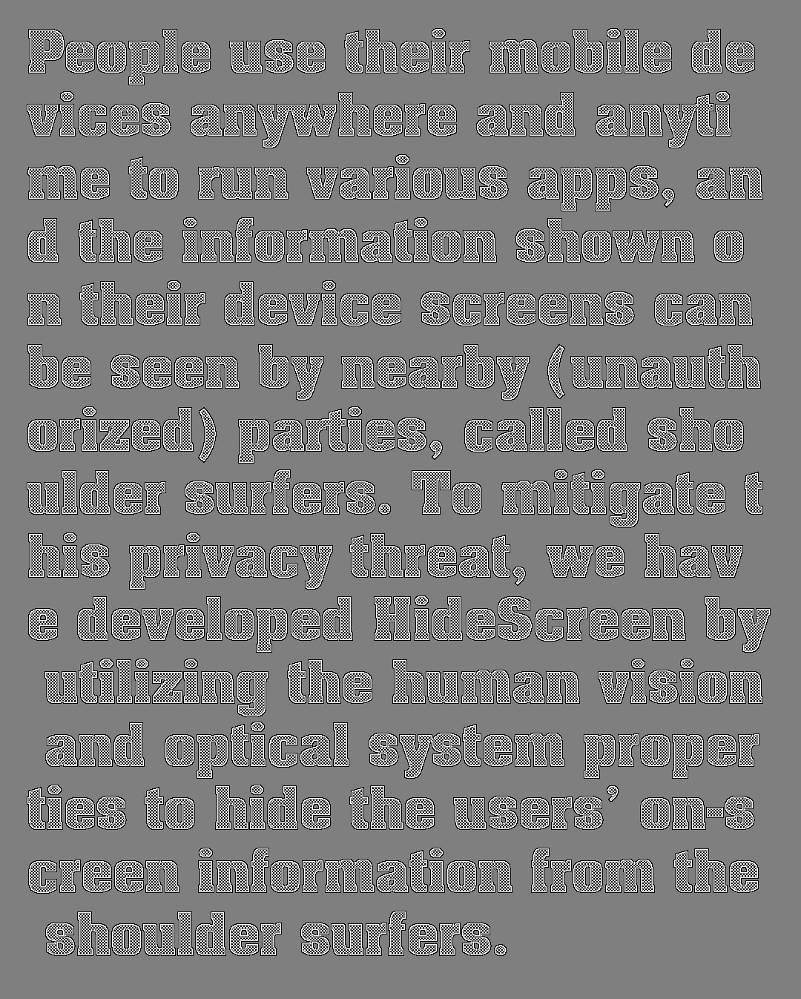 People use their mobile de
vices anywhere and anyti
me to run various apps, an
d the information shown o
n their device screens can
be seen by nearby (unauth
orized) parties, called sho
ulder surfers. To mitigate t
his privacy threat, we hav
e developed HideScreen by
utilizing the human vision
and optical system proper
ties to hide the users’ on-s
creen information from the
shoulder surfers.